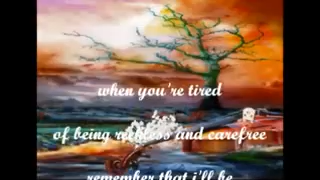 when you're tired
of being reckless and carefree
remember that i'll be